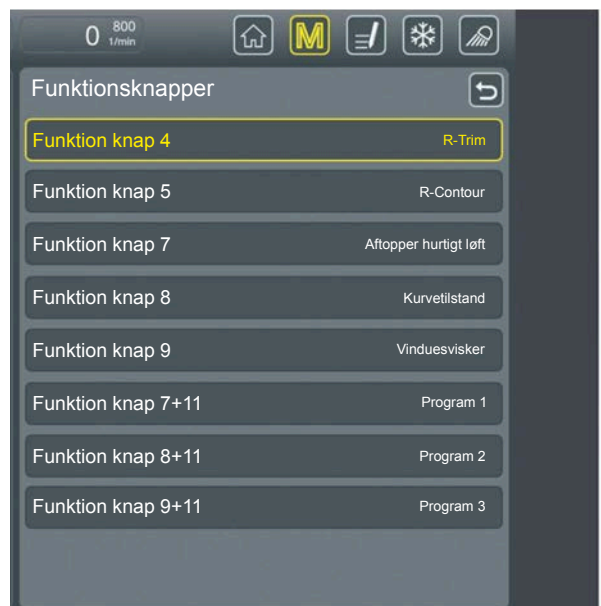 0 800
1/min
M
Funktionsknapper
Funktion knap 4 R-Trim
Funktion knap 5 R-Contour
Funktion knap 7 Aftopper hurtigt løft
Funktion knap 8 Kurvetilstand
Funktion knap 9 Vinduesvisker
Funktion knap 7+11 Program 1
Funktion knap 8+11 Program 2
Funktion knap 9+11 Program 3